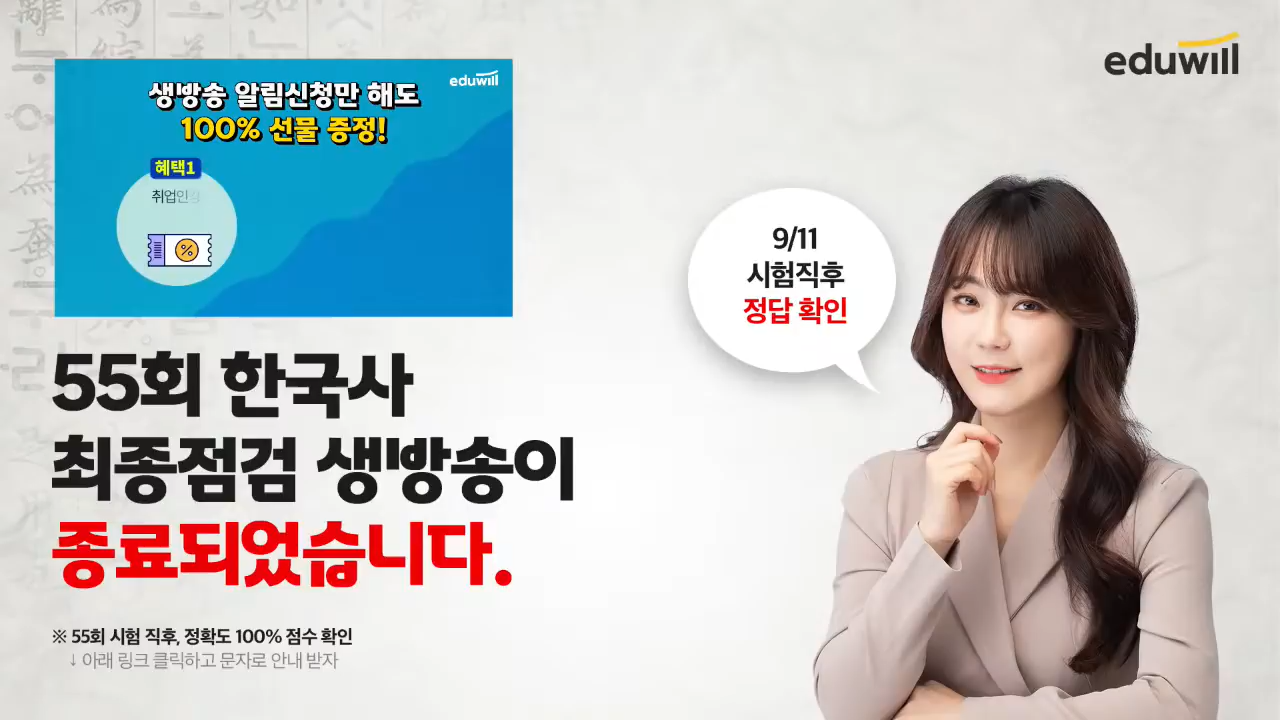 eduwill
eduwill
생방송 알림신청만 해도
100% 선물 증정!
혜택1
취업인강
%
9/11
시험직후
정답 확인
55회 한국사
최종점검 생방송이
종료되었습니다.
※ 55회 시험 직후, 정확도 100% 점수 확인
↓ 아래 링크 클릭하고 문자로 안내 받자